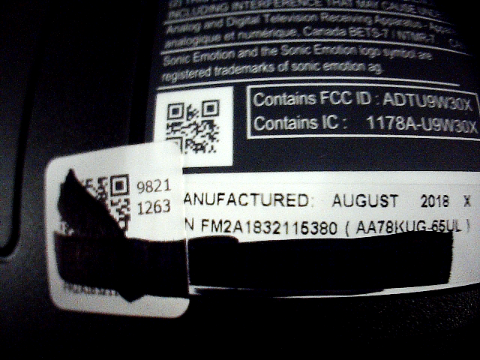 INCLUDING INTERFERENCE THAT MAY CAUSE
Analog and Digital Television Receiving Apparatus
analogique et numérique, Canada BETS-7 / NTMR-7
Sonic Emotion and the Sonic Emotion logo symbol are
registered trademarks of sonic emotion ag.
Contains FCC ID : ADTU9W30X
Contains IC : 1178A-U9W30X
9821
1263
ANUFACTURED: AUGUST 2018 X
N FM2A1832115380 ( AA78KUG-65UL )